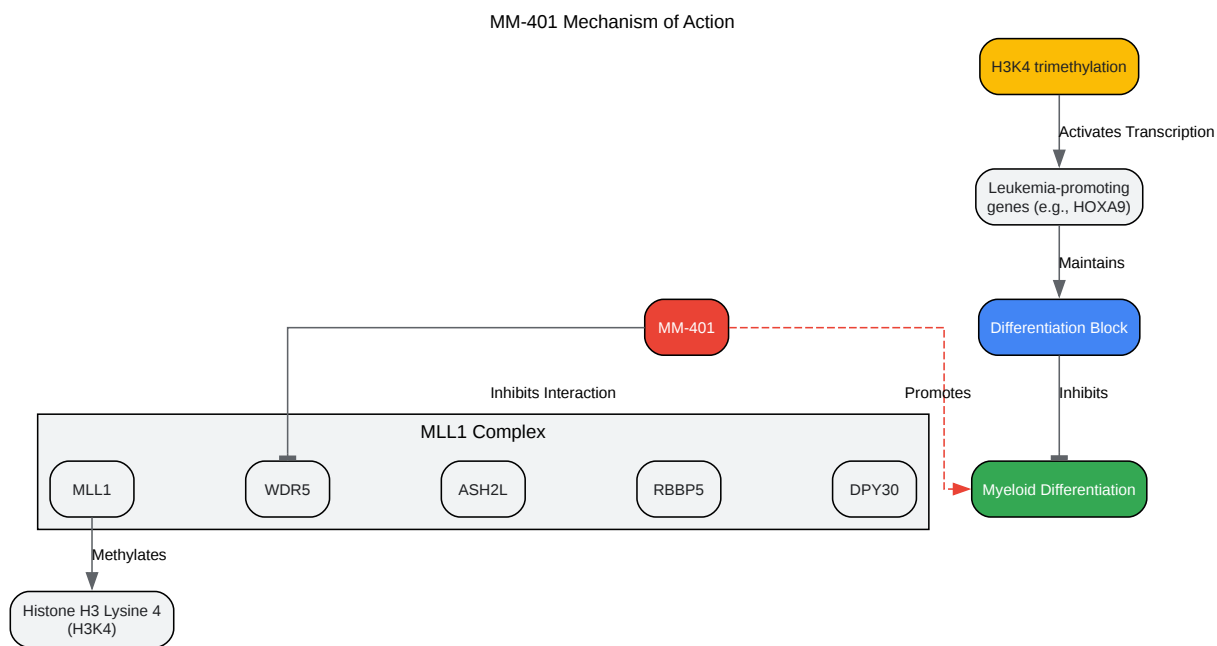 MM-401 Mechanism of Action
H3K4 trimethylation
Activates Transcription
Leukemia-promoting
genes (e.g., HOXA9)
Maintains
MM-401
Differentiation Block
Inhibits Interaction
Promotes
Inhibits
MLL1 Complex
MLL1
WDR5
ASH2L
RBBP5
DPY30
Myeloid Differentiation
Methylates
Histone H3 Lysine 4
(H3K4)